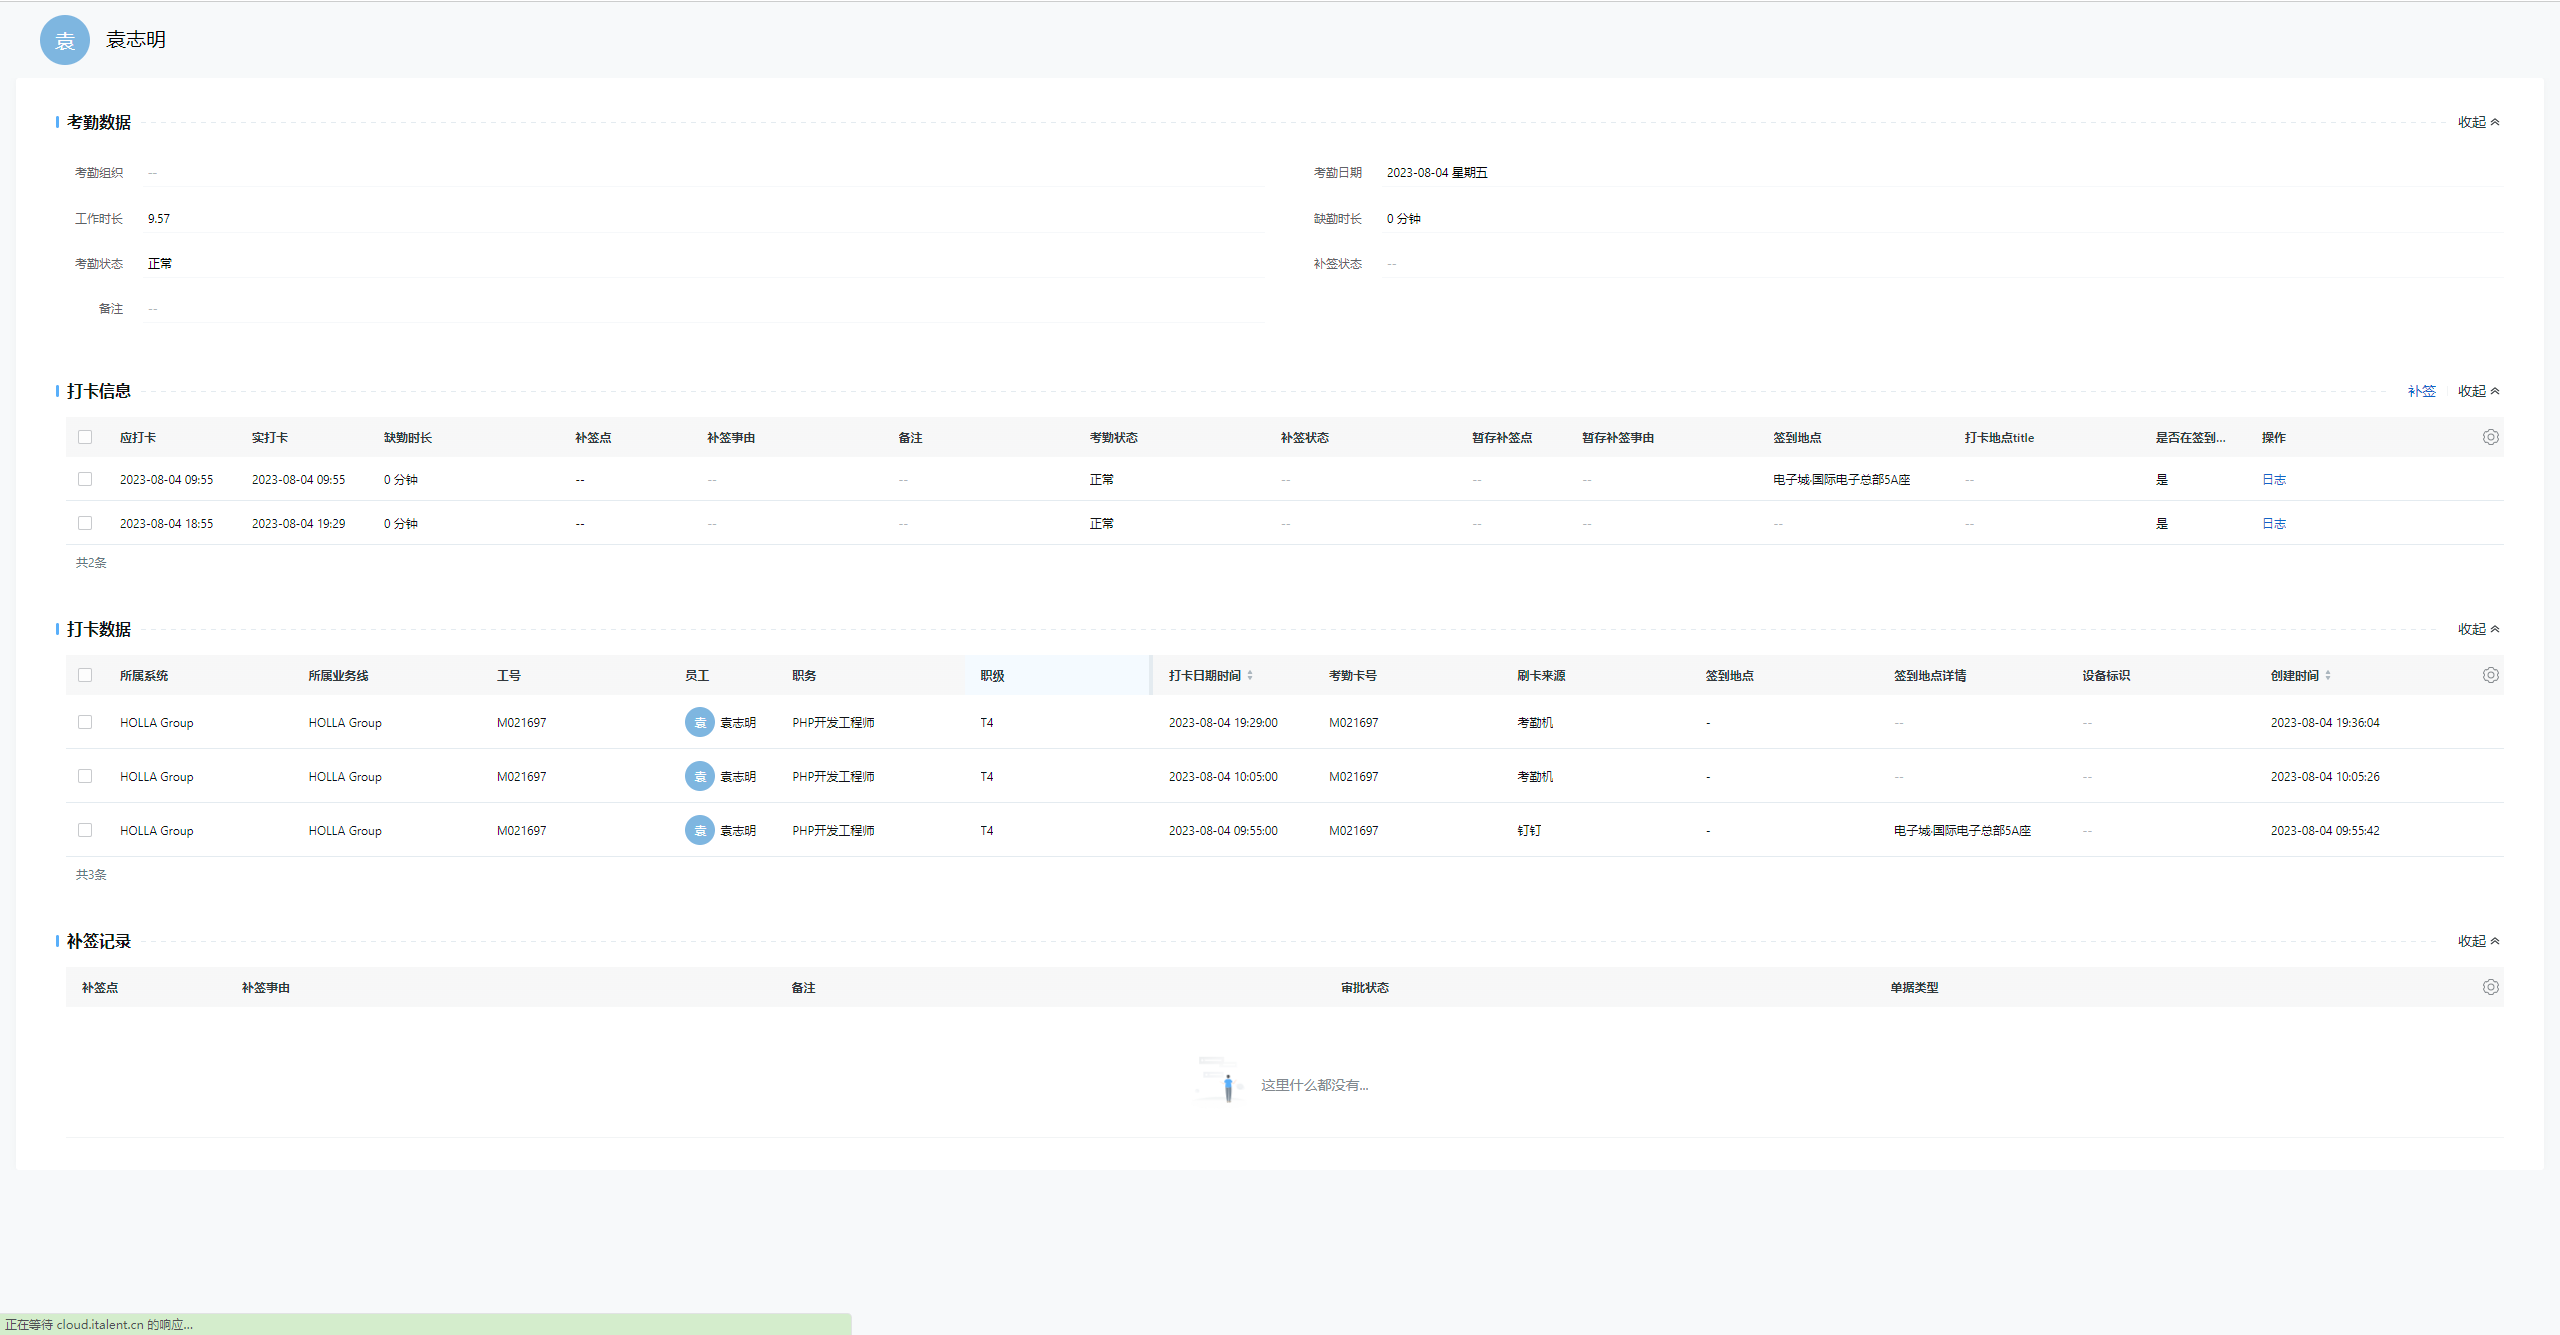 袁 袁志明
考勤数据 收起
考勤组织 -- 考勤日期 2023-08-04 星期五
工作时长 9.57 缺勤时长 0 分钟
考勤状态 正常 补签状态 --
备注 --
打卡信息 补签 收起
应打卡 实打卡 缺勤时长 补签点 补签事由 备注 考勤状态 补签状态 暂存补签点 暂存补签事由 签到地点 打卡地点title 是否在签到... 操作
2023-08-04 09:55 2023-08-04 09:55 0 分钟 -- -- -- 正常 -- -- -- 电子城·国际电子总部5A座 -- 是 日志
2023-08-04 18:55 2023-08-04 19:29 0 分钟 -- -- -- 正常 -- -- -- -- -- 是 日志
共2条
打卡数据 收起
所属系统 所属业务线 工号 员工 职务 职级 打卡日期时间 考勤卡号 刷卡来源 签到地点 签到地点详情 设备标识 创建时间
HOLLA Group HOLLA Group M021697 袁 袁志明 PHP开发工程师 T4 2023-08-04 19:29:00 M021697 考勤机 - -- -- 2023-08-04 19:36:04
HOLLA Group HOLLA Group M021697 袁 袁志明 PHP开发工程师 T4 2023-08-04 10:05:00 M021697 考勤机 - -- -- 2023-08-04 10:05:26
HOLLA Group HOLLA Group M021697 袁 袁志明 PHP开发工程师 T4 2023-08-04 09:55:00 M021697 钉钉 - 电子城·国际电子总部5A座 -- 2023-08-04 09:55:42
共3条
补签记录 收起
补签点 补签事由 备注 审批状态 单据类型
这里什么都没有...
正在等待 cloud.italent.cn 的响应...